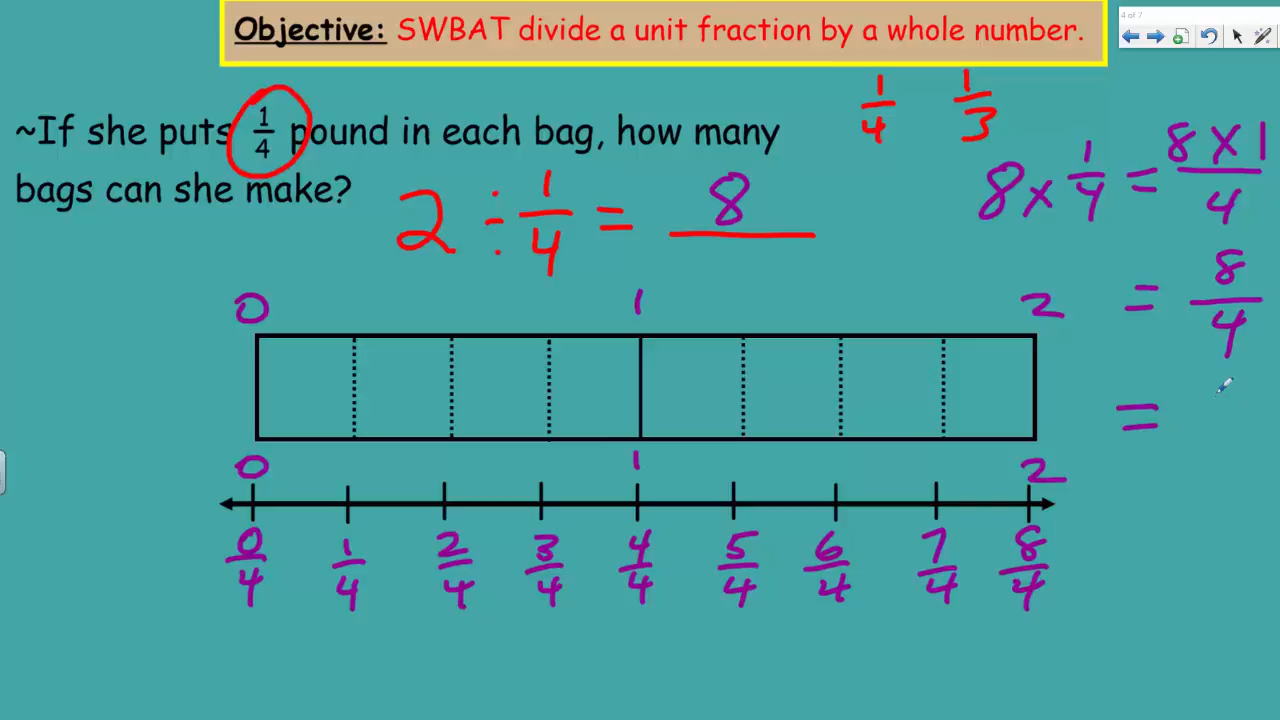 4 of 7
Objective: SWBAT divide a unit fraction by a whole number.
1/4 1/3
~If she puts 1/4 pound in each bag, how many
bags can she make?
2 ÷ 1/4 = 8
8 x 1/4 = 8 x 1/4
= 8/4
=
0 1 2
0 1 2
0/4 1/4 2/4 3/4 4/4 5/4 6/4 7/4 8/4